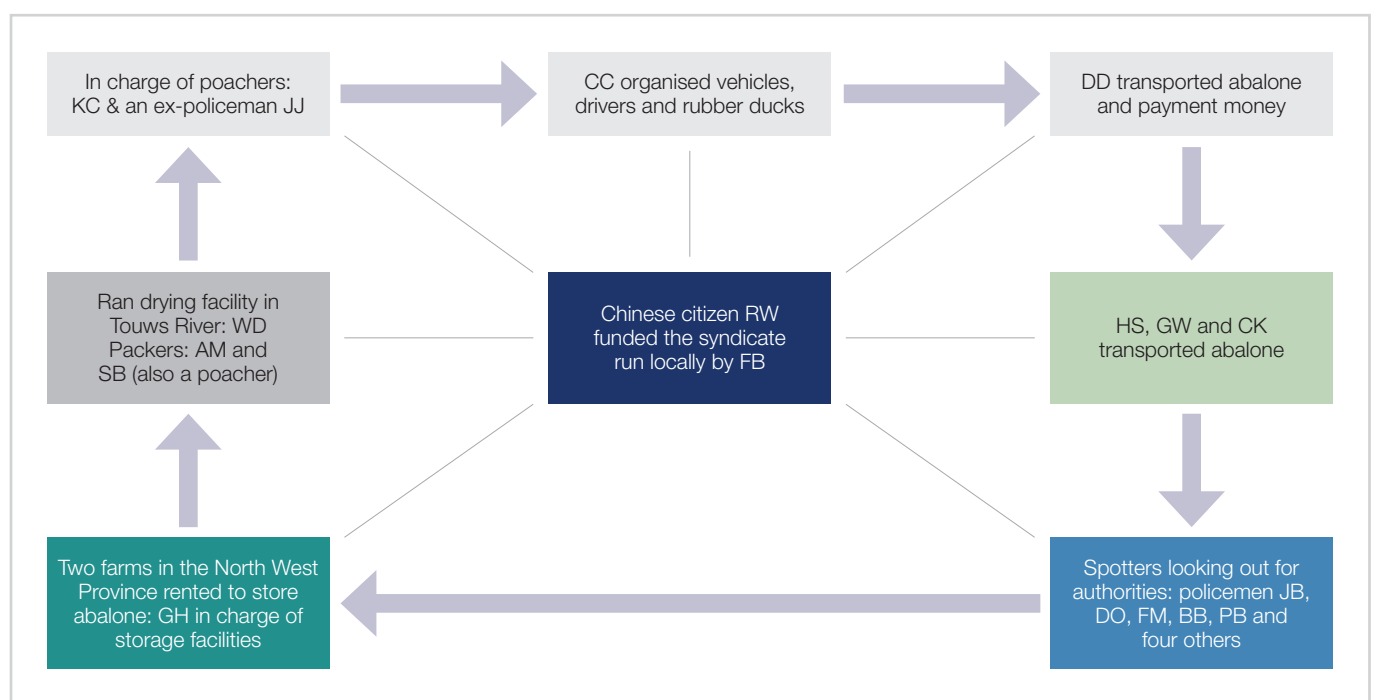 In charge of poachers:
KC & an ex-policeman JJ
CC organised vehicles,
drivers and rubber ducks
DD transported abalone
and payment money
Ran drying facility in
Touws River: WD
Packers: AM and
SB (also a poacher)
Chinese citizen RW
funded the syndicate
run locally by FB
HS, GW and CK
transported abalone
Two farms in the North West
Province rented to store
abalone: GH in charge of
storage facilities
Spotters looking out for
authorities: policemen JB,
DO, FM, BB, PB and
four others